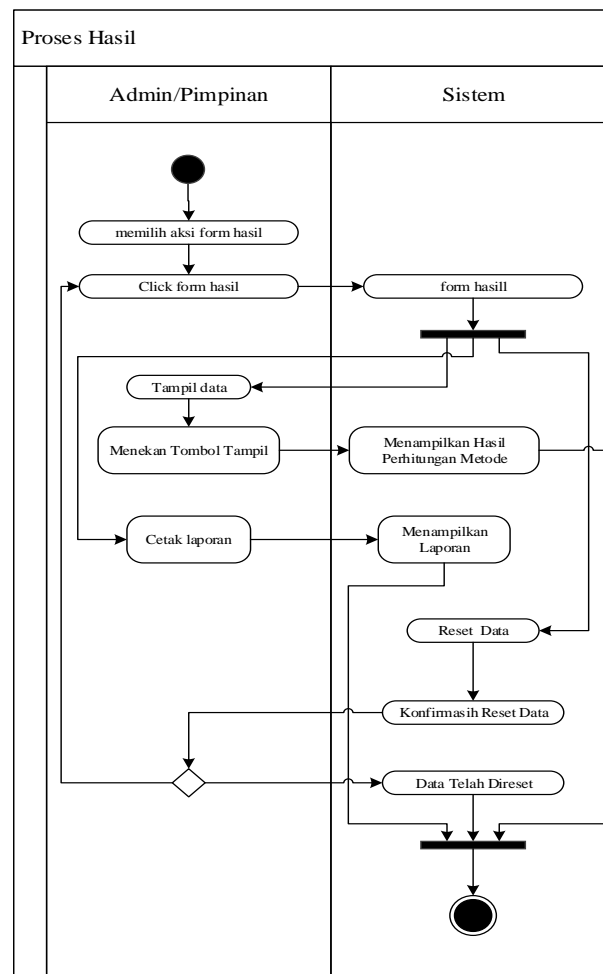 Proses Hasil
Admin/Pimpinan
Sistem
memilih aksi form hasil
Click form hasil
form hasill
Tampil data
Menekan Tombol Tampil
Menampilkan Hasil
Perhitungan Metode
Cetak laporan
Menampilkan
Laporan
Reset Data
Konfirmasih Reset Data
Data Telah Direset